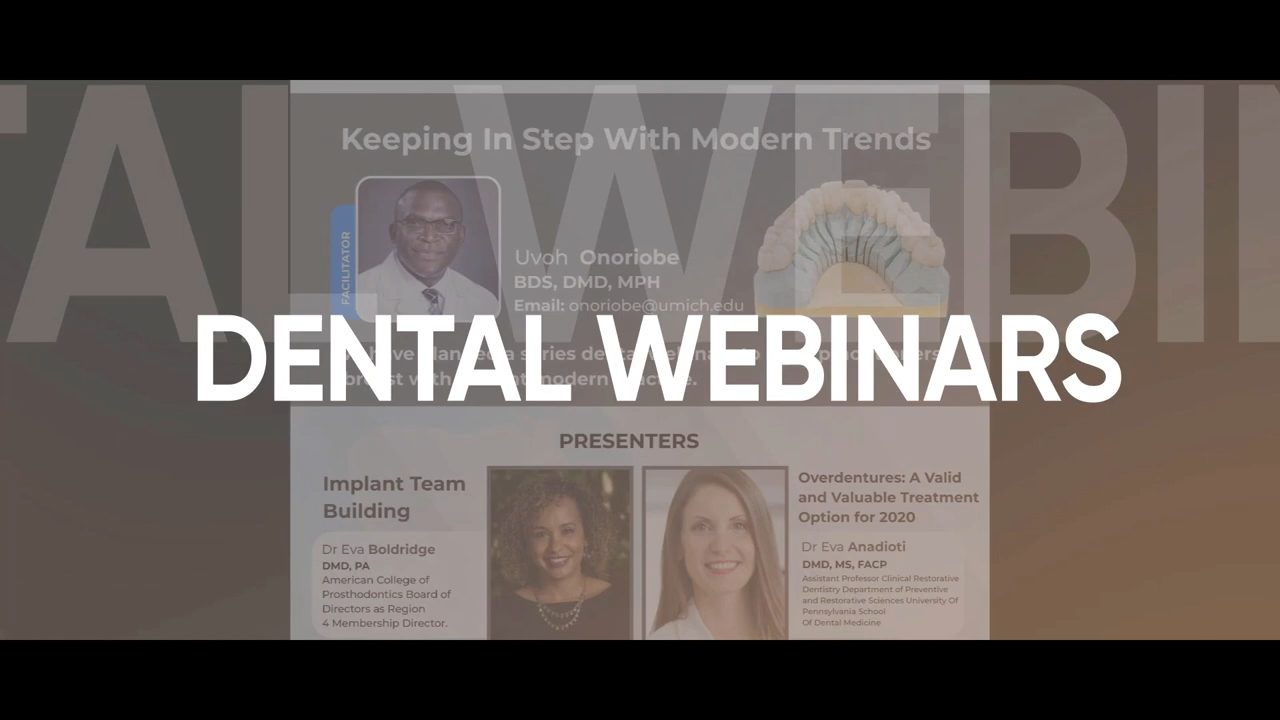 TAL WEBIN
Keeping In Step With Modern Trends
FACILITATOR
Uvoh Onoriobe
BDS, DMD, MPH
Email: onoriobe@umich.edu
DENTAL WEBINARS
PRESENTERS
Implant Team
Building
Dr Eva Boldridge
DMD, PA
American College of
Prosthodontics Board of
Directors as Region
4 Membership Director.
Overdentures: A Valid
and Valuable Treatment
Option for 2020
Dr Eva Anadioti
DMD, MS, FACP
Assistant Professor Clinical Restorative
Dentistry Department of Preventive
and Restorative Sciences University Of
Pennsylvania School
Of Dental Medicine